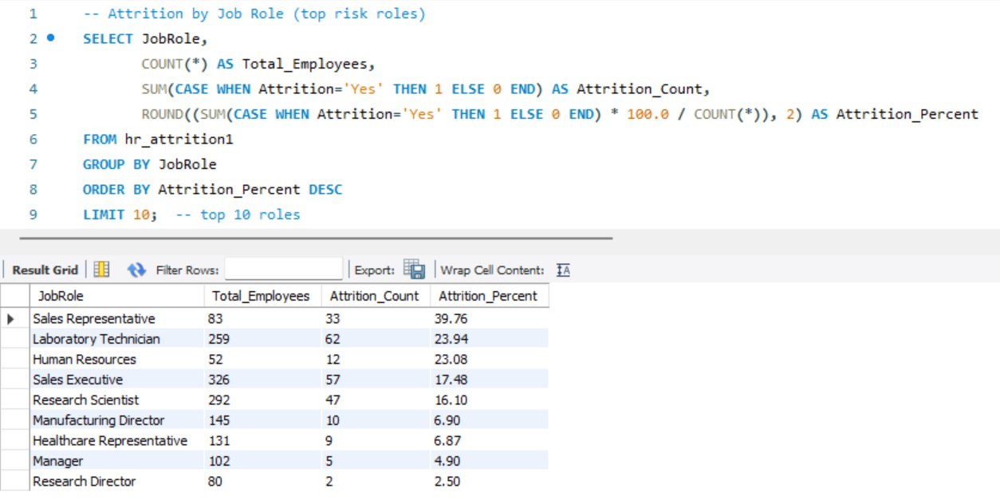 1 -- Attrition by Job Role (top risk roles)
2 SELECT JobRole,
3 COUNT(*) AS Total_Employees,
4 SUM(CASE WHEN Attrition='Yes' THEN 1 ELSE 0 END) AS Attrition_Count,
5 ROUND((SUM(CASE WHEN Attrition='Yes' THEN 1 ELSE 0 END) * 100.0 / COUNT(*)), 2) AS Attrition_Percent
6 FROM hr_attrition1
7 GROUP BY JobRole
8 ORDER BY Attrition_Percent DESC
9 LIMIT 10; -- top 10 roles
Result Grid Filter Rows: Export: Wrap Cell Content:
JobRole Total_Employees Attrition_Count Attrition_Percent
Sales Representative 83 33 39.76
Laboratory Technician 259 62 23.94
Human Resources 52 12 23.08
Sales Executive 326 57 17.48
Research Scientist 292 47 16.10
Manufacturing Director 145 10 6.90
Healthcare Representative 131 9 6.87
Manager 102 5 4.90
Research Director 80 2 2.50